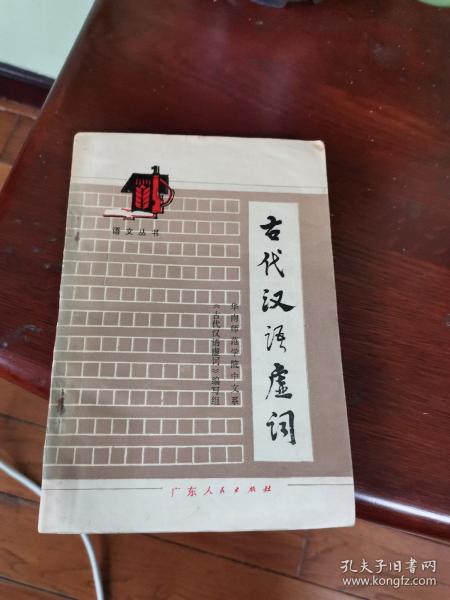 语文丛书
古代汉语虚词
华南师范学院中文系
《古代汉语虚词》编写组
广东人民出版社
孔夫子旧书网
www.kongfz.com